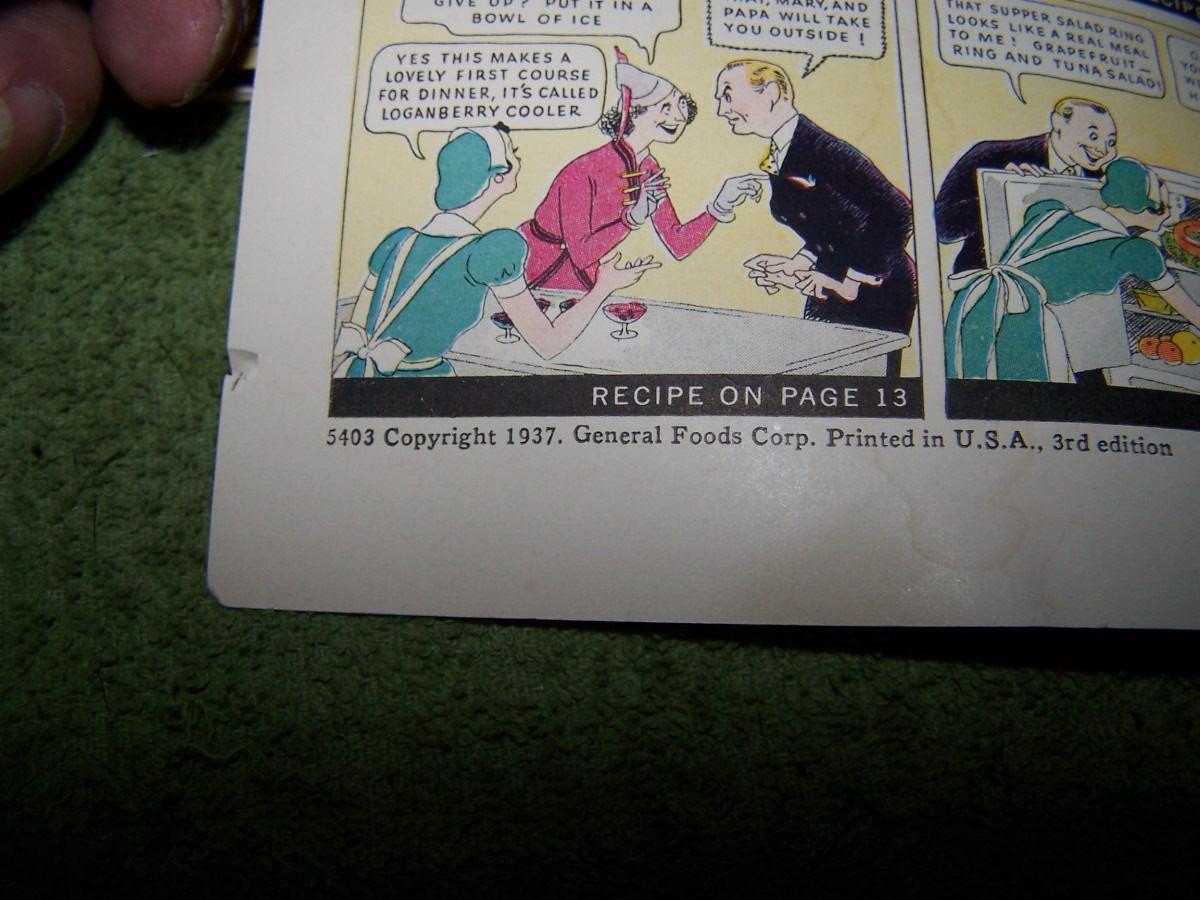 GIVE UP? PUT IT IN A
BOWL OF ICE
YES THIS MAKES A
LOVELY FIRST COURSE
FOR DINNER, IT'S CALLED
LOGANBERRY COOLER
MARY, AND
PAPA WILL TAKE
YOU OUTSIDE!
RECIPE ON PAGE 13
THAT SUPPER SALAD RING
LOOKS LIKE A REAL MEAL
TO ME! GRAPEFRUIT
RING AND TUNA SALAD!
5403 Copyright 1937. General Foods Corp. Printed in U.S.A., 3rd edition